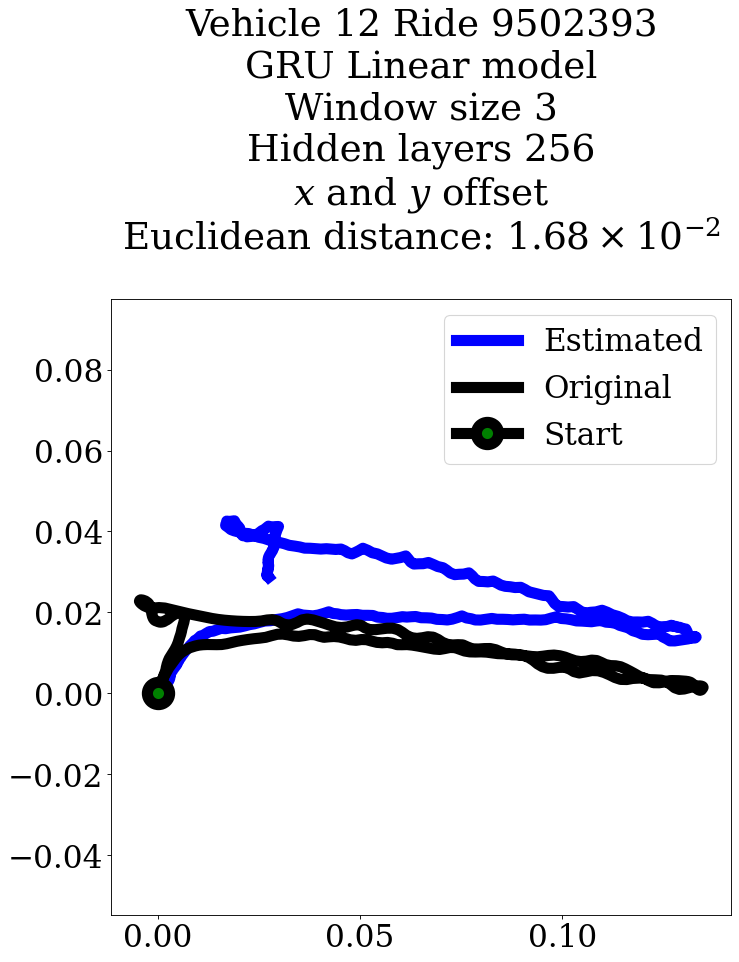 Vehicle 12 Ride 9502393
GRU Linear model
Window size 3
Hidden layers 256
x and y offset
Euclidean distance: 1.68 × 10⁻²
Estimated
Original
Start
0.08
0.06
0.04
0.02
0.00
−0.02
−0.04
0.00 0.05 0.10